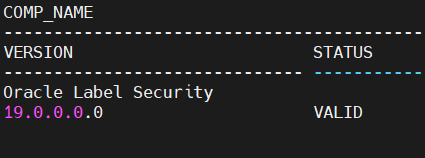 COMP_NAME
--------------------------------------------------------------------------------
VERSION                        STATUS
------------------------------ -----------
Oracle Label Security
19.0.0.0.0                     VALID